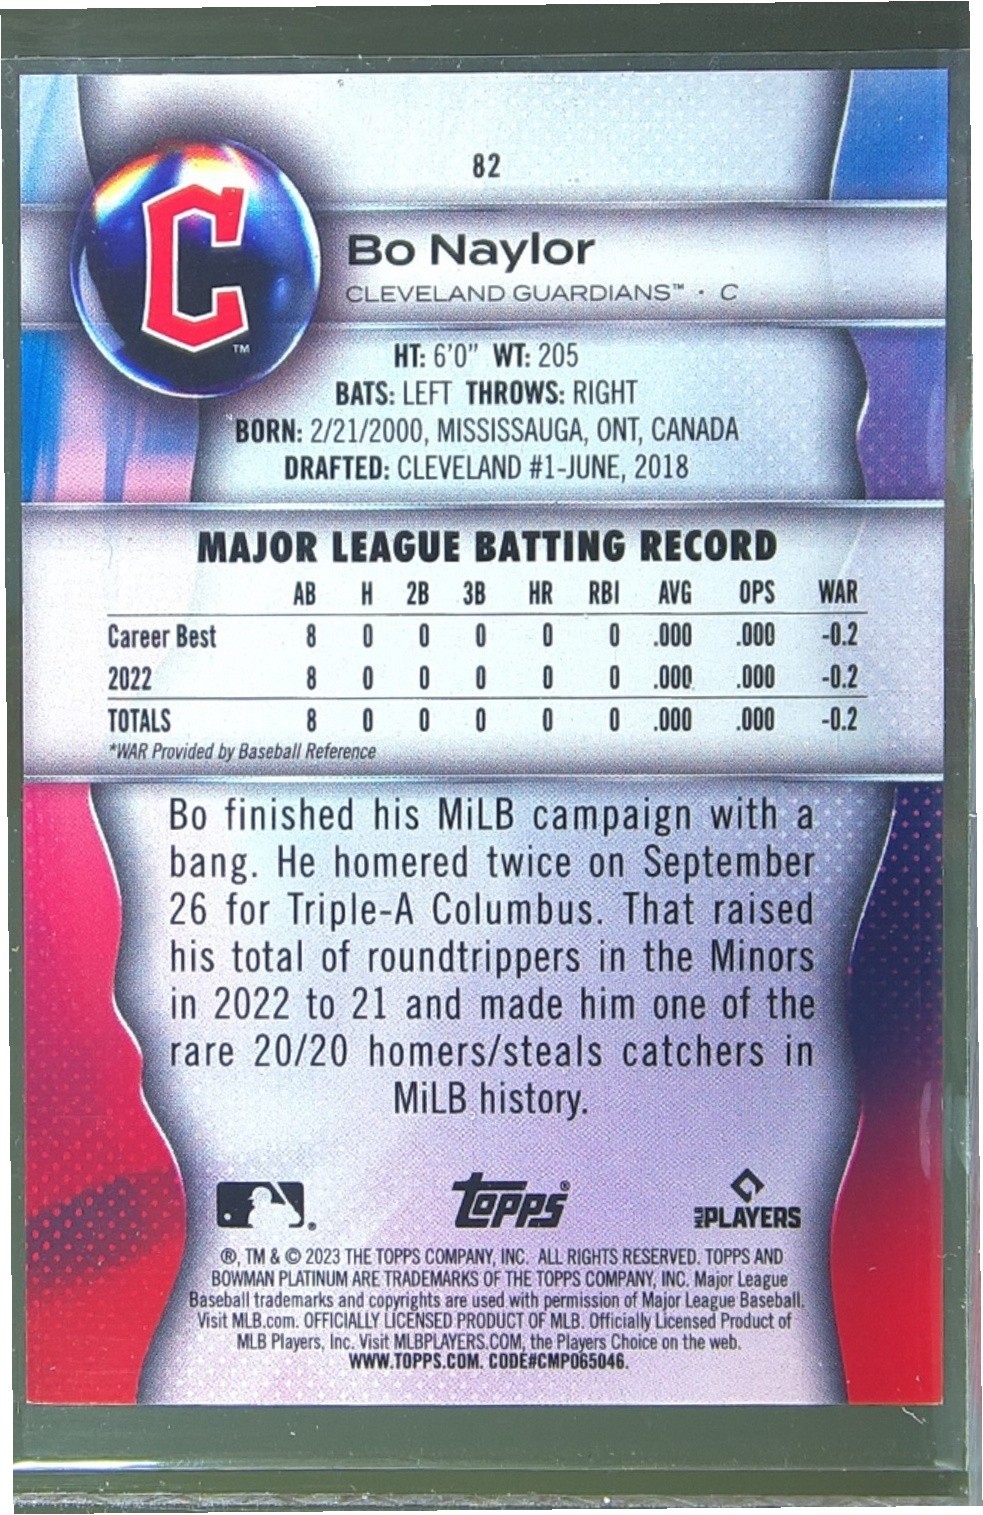 82
C
™
Bo Naylor
CLEVELAND GUARDIANS™ · C
HT: 6'0" WT: 205
BATS: LEFT THROWS: RIGHT
BORN: 2/21/2000, MISSISSAUGA, ONT, CANADA
DRAFTED: CLEVELAND #1-JUNE, 2018
MAJOR LEAGUE BATTING RECORD
AB H 2B 3B HR RBI AVG OPS WAR
Career Best 8 0 0 0 0 0 .000 .000 -0.2
2022 8 0 0 0 0 0 .000 .000 -0.2
TOTALS 8 0 0 0 0 0 .000 .000 -0.2
*WAR Provided by Baseball Reference
Bo finished his MiLB campaign with a
bang. He homered twice on September
26 for Triple-A Columbus. That raised
his total of roundtrippers in the Minors
in 2022 to 21 and made him one of the
rare 20/20 homers/steals catchers in
MiLB history.
topps® MLB PLAYERS
®, TM & © 2023 THE TOPPS COMPANY, INC. ALL RIGHTS RESERVED. TOPPS AND
BOWMAN PLATINUM ARE TRADEMARKS OF THE TOPPS COMPANY, INC. Major League
Baseball trademarks and copyrights are used with permission of Major League Baseball.
Visit MLB.com. OFFICIALLY LICENSED PRODUCT OF MLB. Officially Licensed Product of
MLB Players, Inc. Visit MLBPLAYERS.COM, the Players Choice on the web.
WWW.TOPPS.COM. CODE#CMP065046.